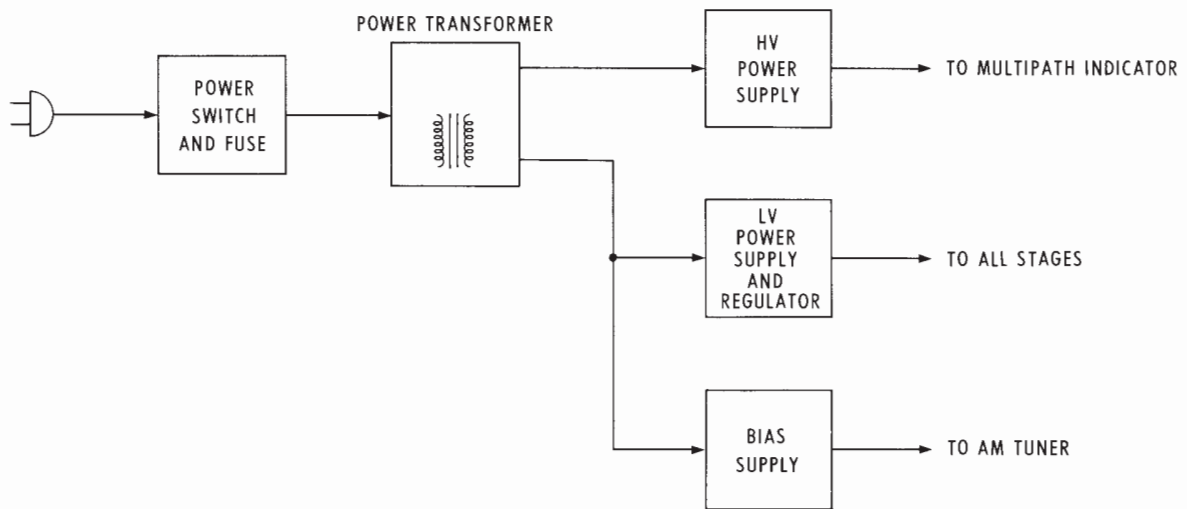 POWER TRANSFORMER
POWER
SWITCH
AND FUSE
HV
POWER
SUPPLY
TO MULTIPATH INDICATOR
LV
POWER
SUPPLY
AND
REGULATOR
TO ALL STAGES
BIAS
SUPPLY
TO AM TUNER